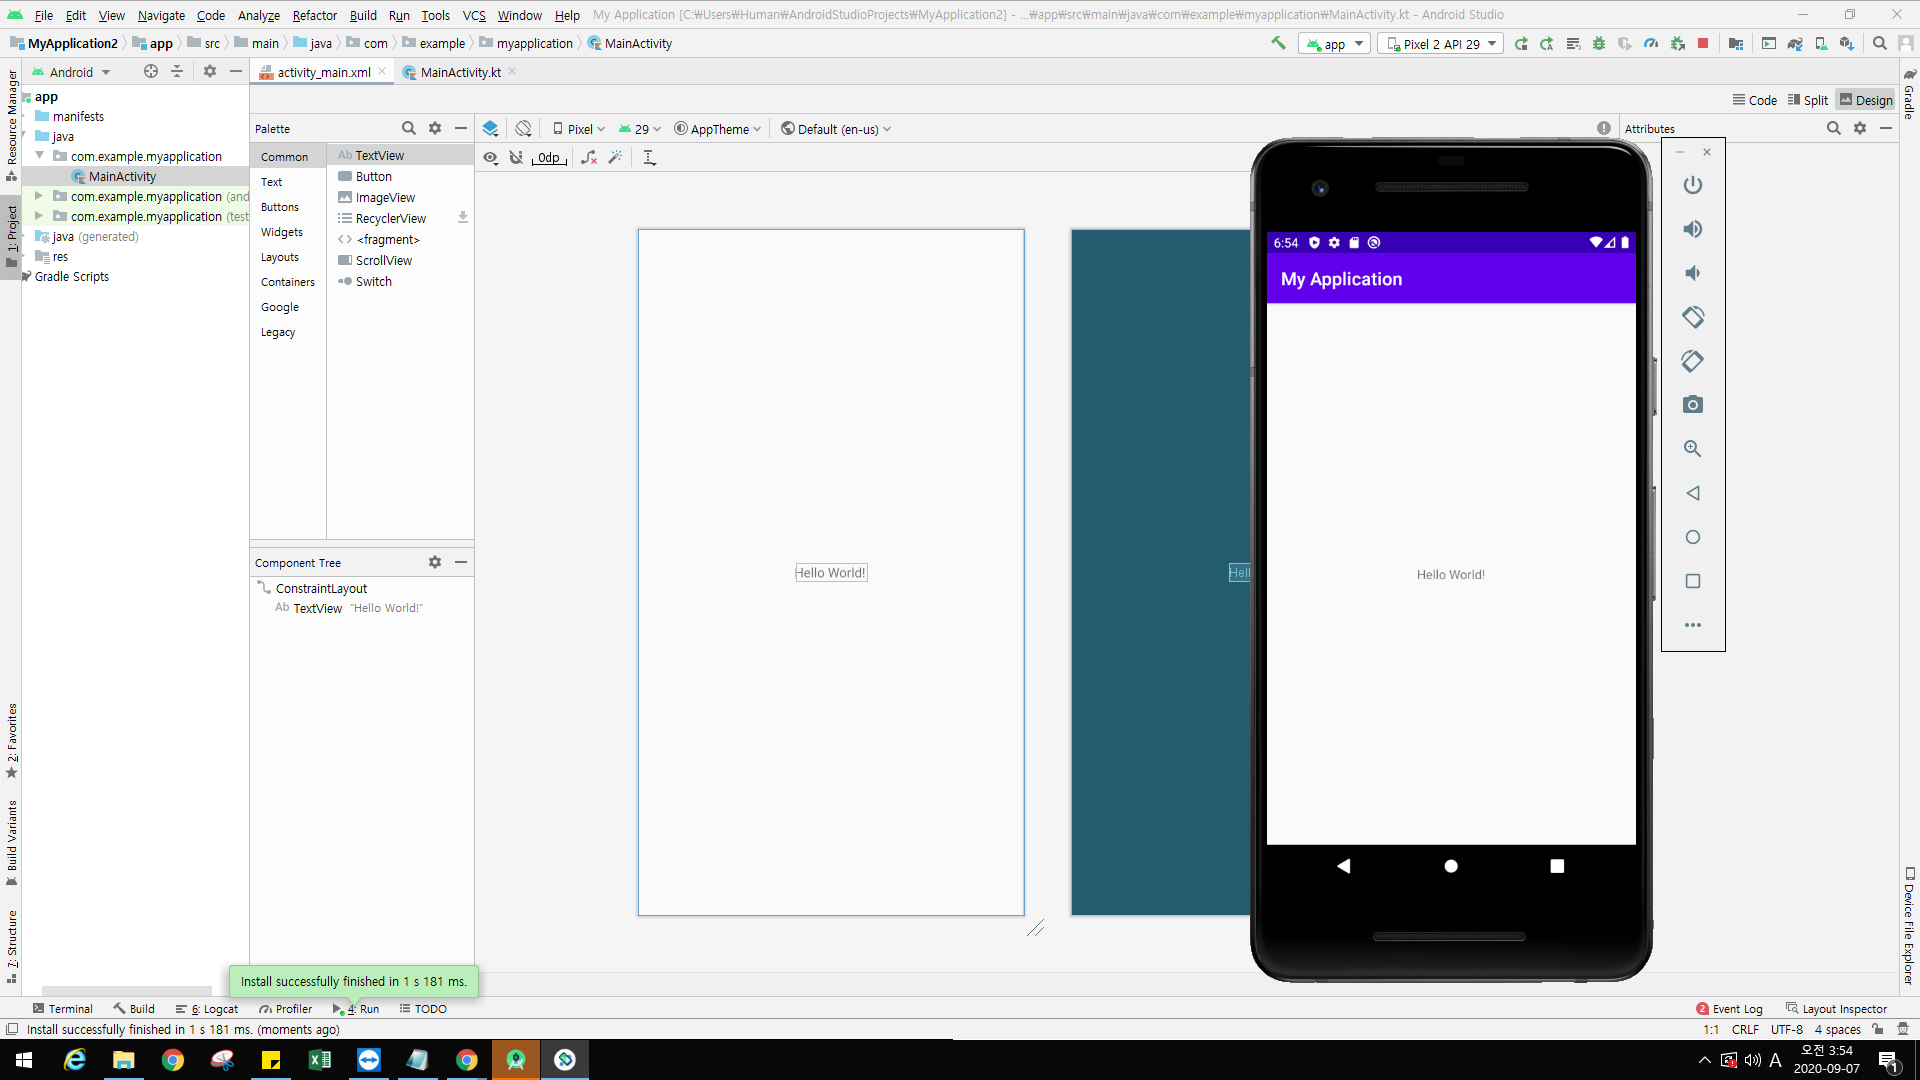 File Edit View Navigate Code Analyze Refactor Build Run Tools VCS Window Help My Application [C:₩Users₩Human₩AndroidStudioProjects₩MyApplication2] - ...₩app₩src₩main₩java₩com₩example₩myapplication₩MainActivity.kt - Android Studio
MyApplication2 app src main java com example myapplication MainActivity app Pixel 2 API 29
Android activity_main.xml MainActivity.kt
Resource Manager
1: Project
2: Favorites
Build Variants
7: Structure
Gradle
Device File Explorer
app
manifests
java
com.example.myapplication
MainActivity
com.example.myapplication (and
com.example.myapplication (test
java (generated)
res
Gradle Scripts
Code Split Design
Palette
Common
Text
Buttons
Widgets
Layouts
Containers
Google
Legacy
Ab TextView
Button
ImageView
RecyclerView
<fragment>
ScrollView
Switch
Pixel 29 AppTheme Default (en-us)
0dp
Attributes
Hello World!
Hell
6:54
My Application
Hello World!
Component Tree
ConstraintLayout
Ab TextView "Hello World!"
Install successfully finished in 1 s 181 ms.
Terminal Build 6: Logcat Profiler 4: Run TODO 2 Event Log Layout Inspector
Install successfully finished in 1 s 181 ms. (moments ago) 1:1 CRLF UTF-8 4 spaces
A 오전 3:54
2020-09-07
1